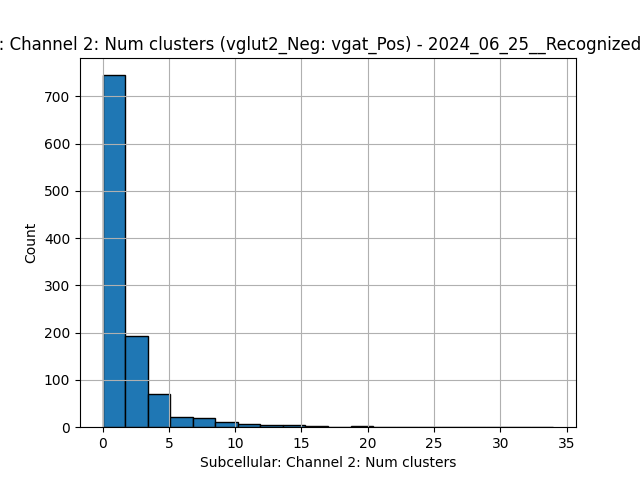 : Channel 2: Num clusters (vglut2_Neg: vgat_Pos) - 2024_06_25__Recognized
700
600
500
400
300
200
100
0
Count
0 5 10 15 20 25 30 35
Subcellular: Channel 2: Num clusters